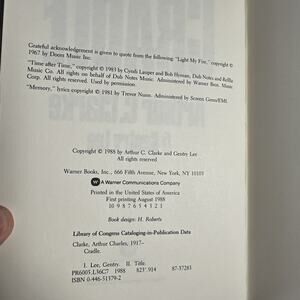 Grateful acknowledgement is given to quote from the following: "Light My Fire," copyright ©
1967 by Doors Music Inc.
"Time after Time," copyright © 1983 by Cyndi Lauper and Rob Hyman, Dub Notes and Rellla
Music Co. All rights on behalf of Dub Notes Music. Administered by Warner Bros. Music
Corp. All rights reserved. Used by permission.
"Memory," lyrics copyright © 1981 by Trevor Nunn. Administered by Screen Gems/EMI.
Copyright © 1988 by Arthur C. Clarke and Gentry Lee
All rights reserved.
Warner Books, Inc., 666 Fifth Avenue, New York, NY 10103
A Warner Communications Company
Printed in the United States of America
First printing August 1988
10 9 8 7 6 5 4 3 2 1
Book design: H. Roberts
Library of Congress Cataloging-in-Publication Data
Clarke, Arthur Charles, 1917–
Cradle.
I. Lee, Gentry. II. Title.
PR6005.L36C7 1988 823'.914 87-37283
ISBN 0-446-51379-2